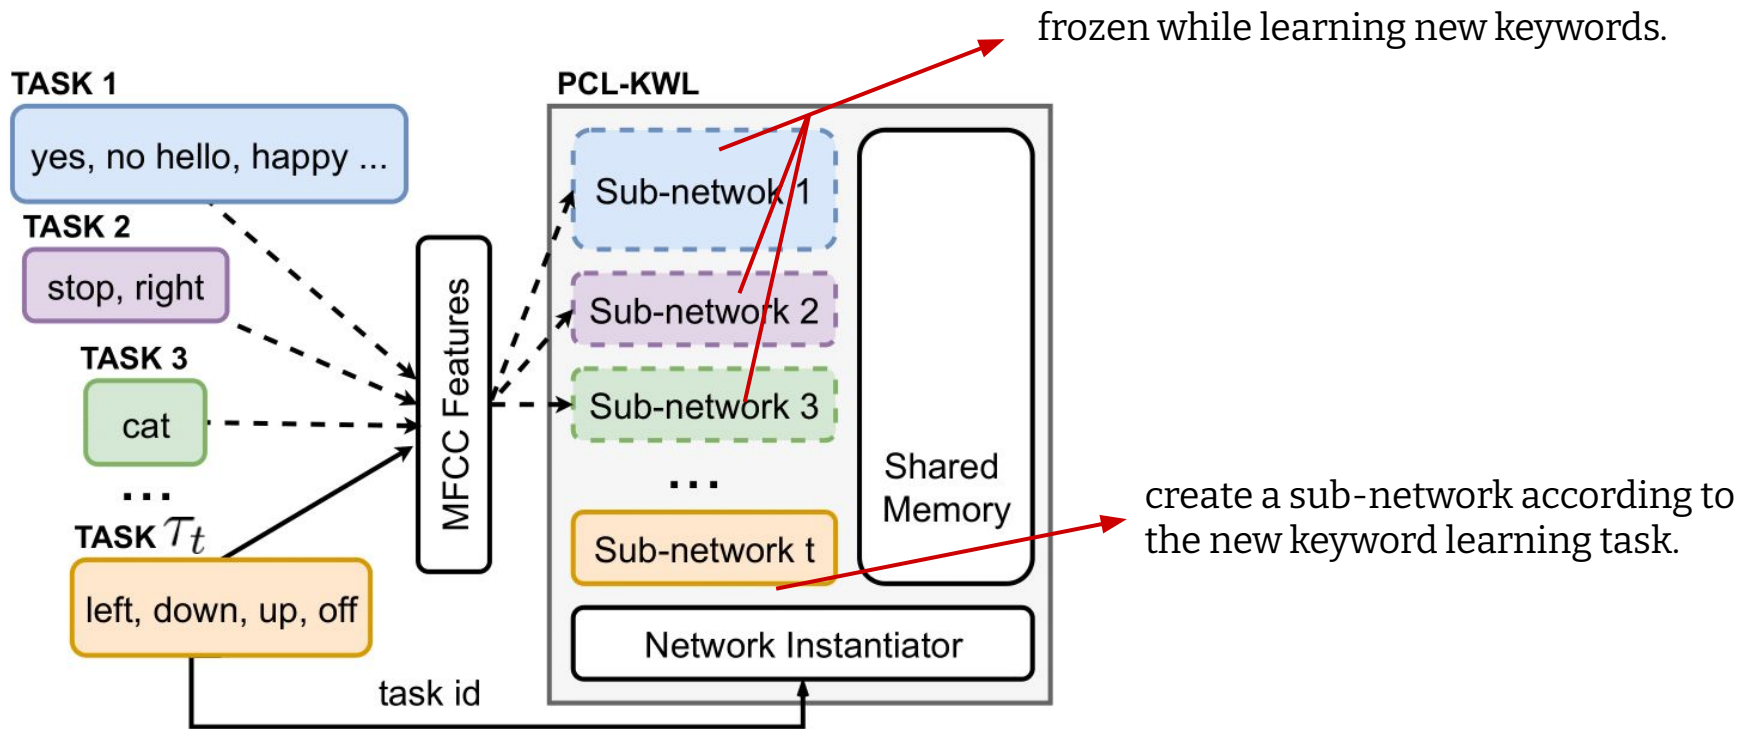 frozen while learning new keywords.
TASK 1
PCL-KWL
yes, no hello, happy ...
Sub-netwok 1
TASK 2
stop, right
MFCC Features
Sub-network 2
TASK 3
cat
Sub-network 3
...
...
Shared
Memory
create a sub-network according to
the new keyword learning task.
TASK τt
Sub-network t
left, down, up, off
Network Instantiator
task id